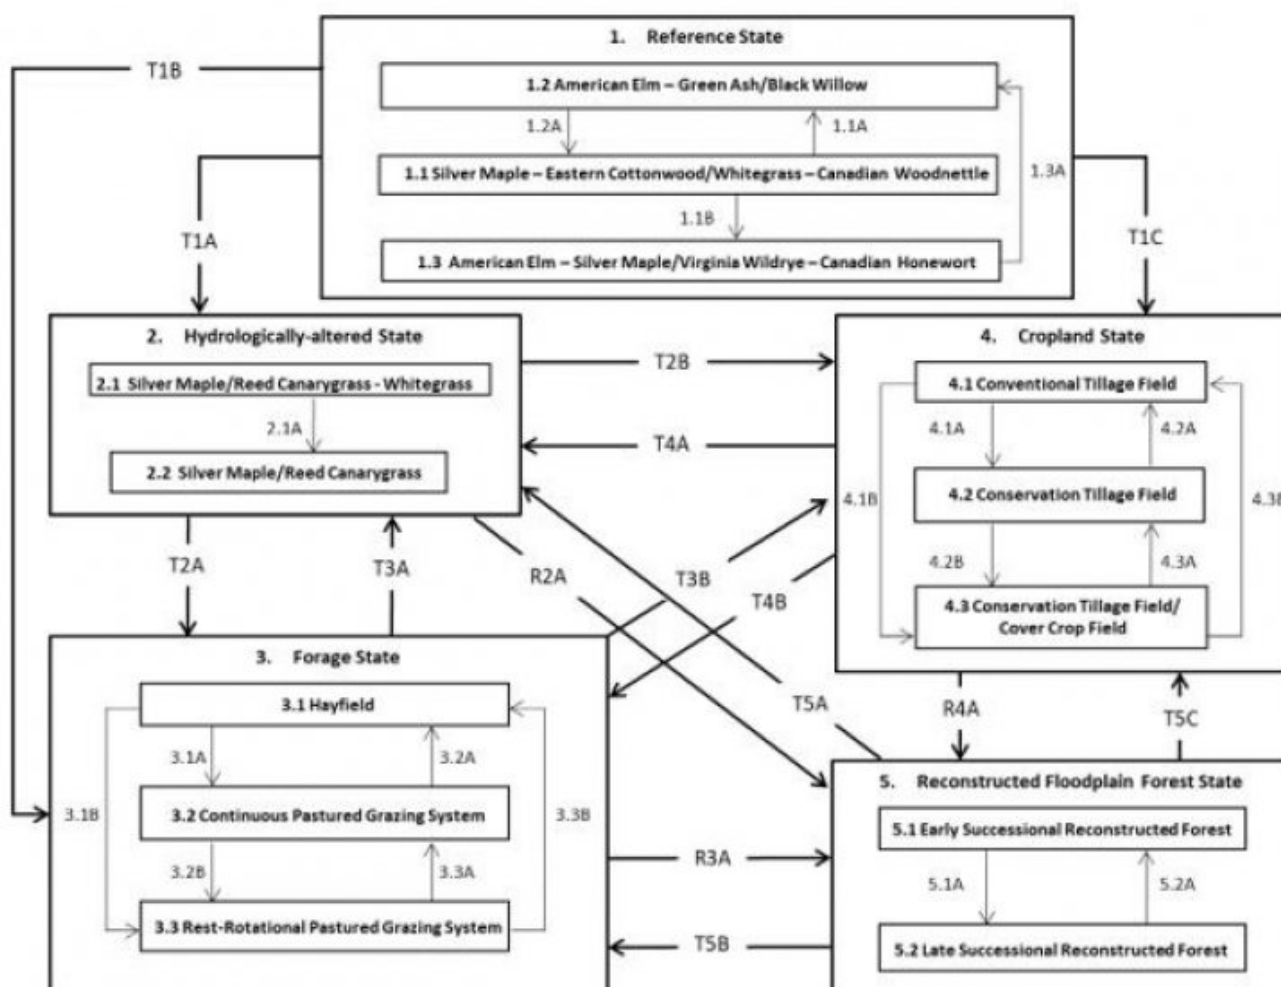 1. Reference State
T1B
1.2 American Elm – Green Ash/Black Willow
1.2A
1.1A
1.1 Silver Maple – Eastern Cottonwood/Whitegrass – Canadian Woodnettle
1.3A
1.1B
T1A
T1C
1.3 American Elm – Silver Maple/Virginia Wildrye – Canadian Honewort
2. Hydrologically-altered State
2.1 Silver Maple/Reed Canarygrass - Whitegrass
2.1A
2.2 Silver Maple/Reed Canarygrass
T2B
T4A
4. Cropland State
4.1 Conventional Tillage Field
4.1A
4.2A
4.2 Conservation Tillage Field
4.1B
4.3B
4.2B
4.3A
4.3 Conservation Tillage Field/
Cover Crop Field
T2A
T3A
R2A
T3B
T4B
T5A
R4A
T5C
3. Forage State
3.1 Hayfield
3.1A
3.2A
3.2 Continuous Pastured Grazing System
3.1B
3.3B
3.2B
3.3A
3.3 Rest-Rotational Pastured Grazing System
R3A
T5B
5. Reconstructed Floodplain Forest State
5.1 Early Successional Reconstructed Forest
5.1A
5.2A
5.2 Late Successional Reconstructed Forest